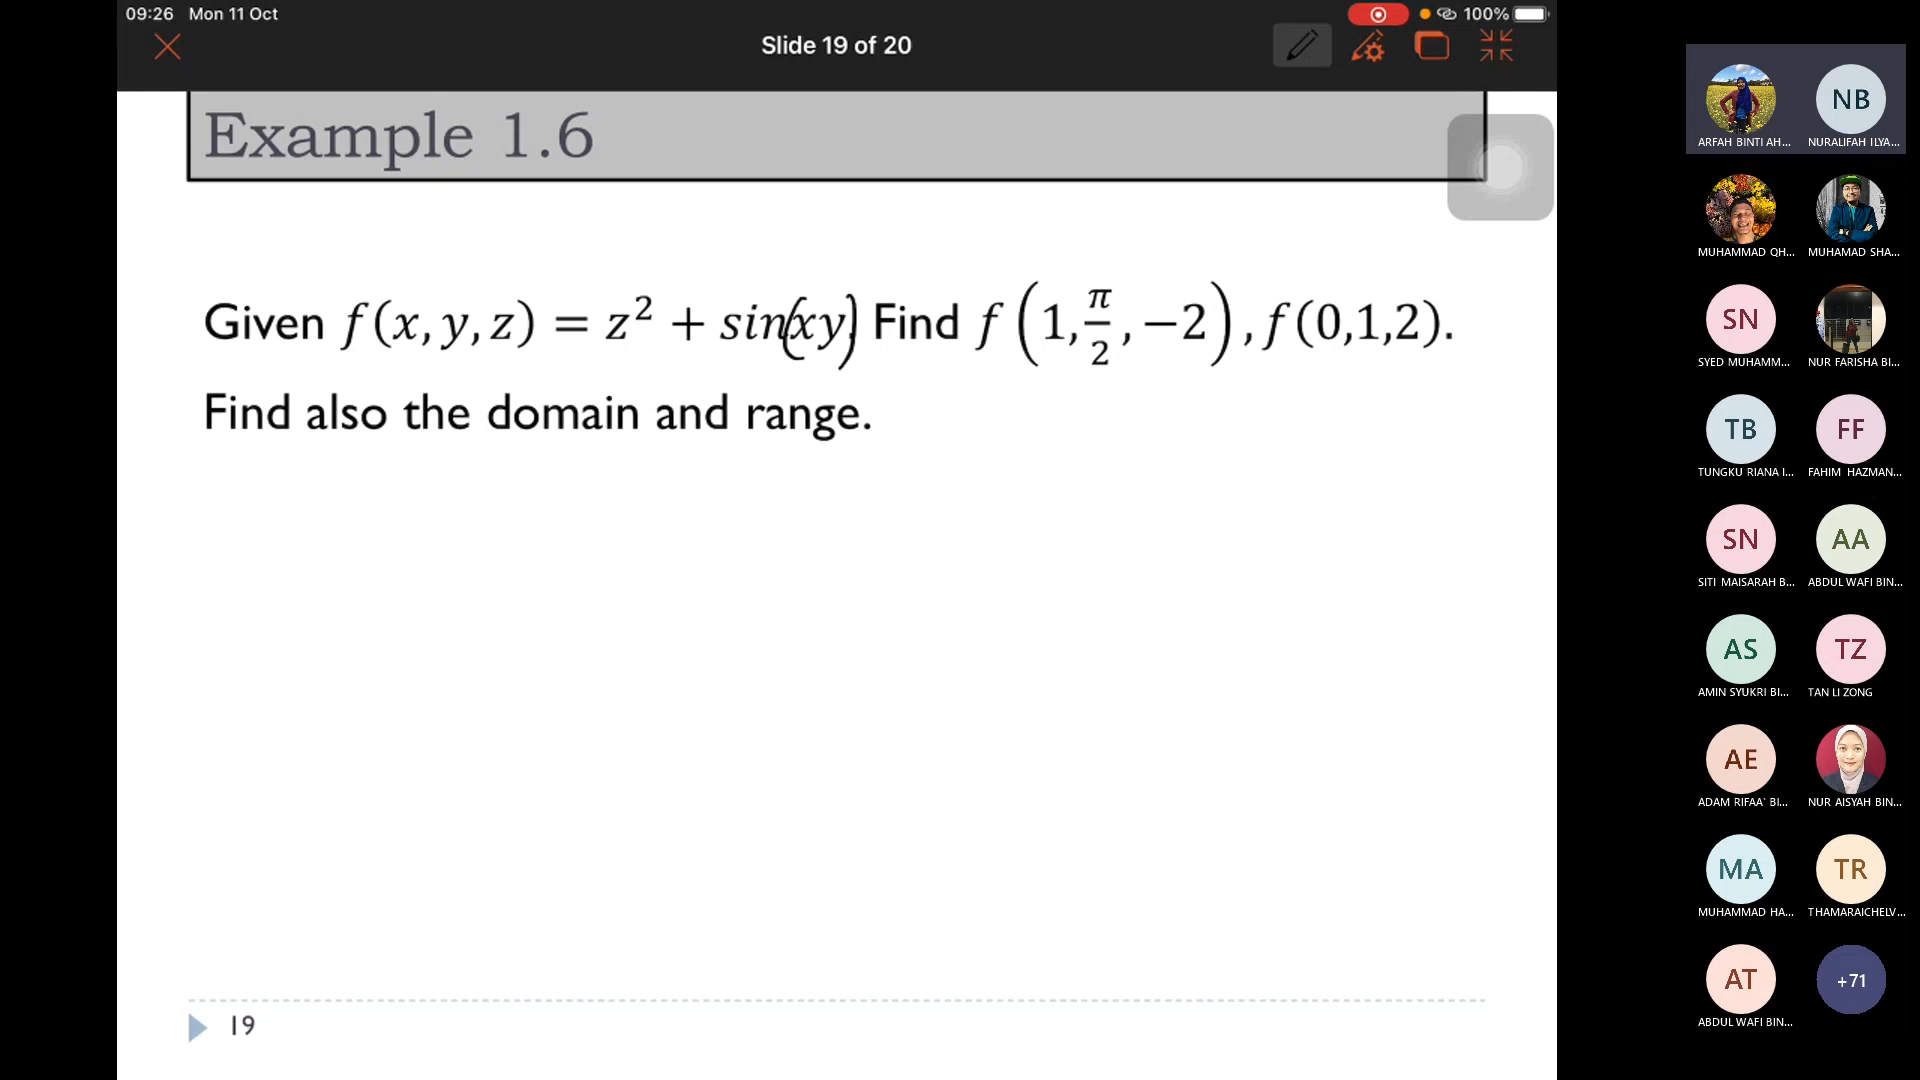 09:26 Mon 11 Oct
100%
Slide 19 of 20
Example 1.6
Given f(x, y, z) = z² + sin(xy). Find f(1, π/2, −2), f(0,1,2).
Find also the domain and range.
19
ARFAH BINTI AH...
NB
NURALIFAH ILYA...
MUHAMMAD QH...
MUHAMAD SHA...
SN
SYED MUHAMM...
NUR FARISHA BI...
TB
TUNGKU RIANA I...
FF
FAHIM HAZMAN...
SN
SITI MAISARAH B...
AA
ABDUL WAFI BIN...
AS
AMIN SYUKRI BI...
TZ
TAN LI ZONG
AE
ADAM RIFAA` BI...
NUR AISYAH BIN...
MA
MUHAMMAD HA...
TR
THAMARAICHELV...
AT
ABDUL WAFI BIN...
+71